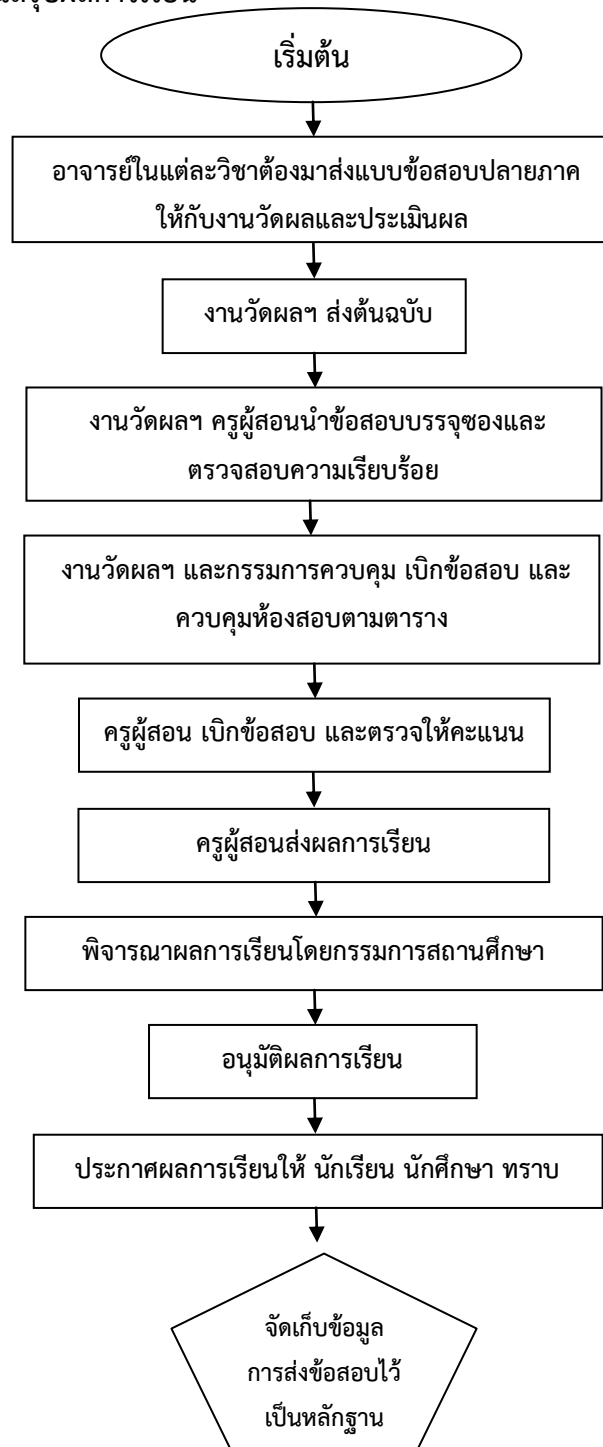 เริ่มต้น
อาจารย์ในแต่ละวิชาต้องมาส่งแบบข้อสอบปลายภาค
ให้กับงานวัดผลและประเมินผล
งานวัดผลฯ ส่งต้นฉบับ
งานวัดผลฯ ครูผู้สอนนำข้อสอบบรรจุซองและ
ตรวจสอบความเรียบร้อย
งานวัดผลฯ และกรรมการควบคุม เบิกข้อสอบ และ
ควบคุมห้องสอบตามตาราง
ครูผู้สอน เบิกข้อสอบ และตรวจให้คะแนน
ครูผู้สอนส่งผลการเรียน
พิจารณาผลการเรียนโดยกรรมการสถานศึกษา
อนุมัติผลการเรียน
ประกาศผลการเรียนให้ นักเรียน นักศึกษา ทราบ
จัดเก็บข้อมูล
การส่งข้อสอบไว้
เป็นหลักฐาน